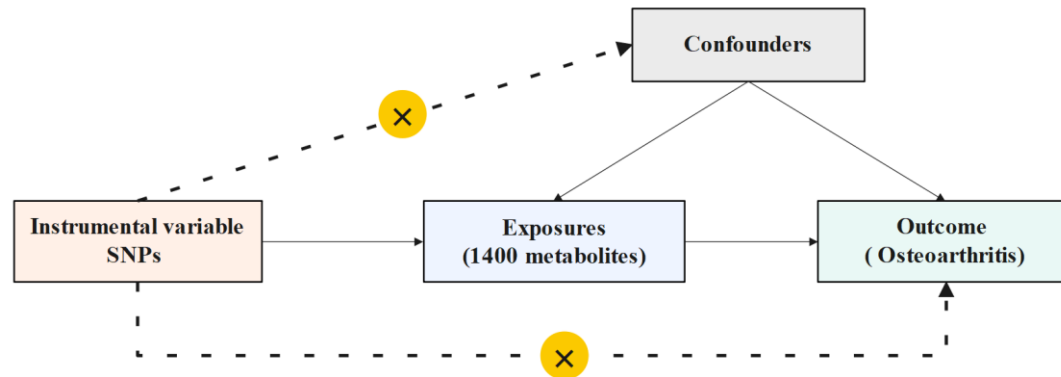 Confounders
Instrumental variable
SNPs
Exposures
(1400 metabolites)
Outcome
( Osteoarthritis)